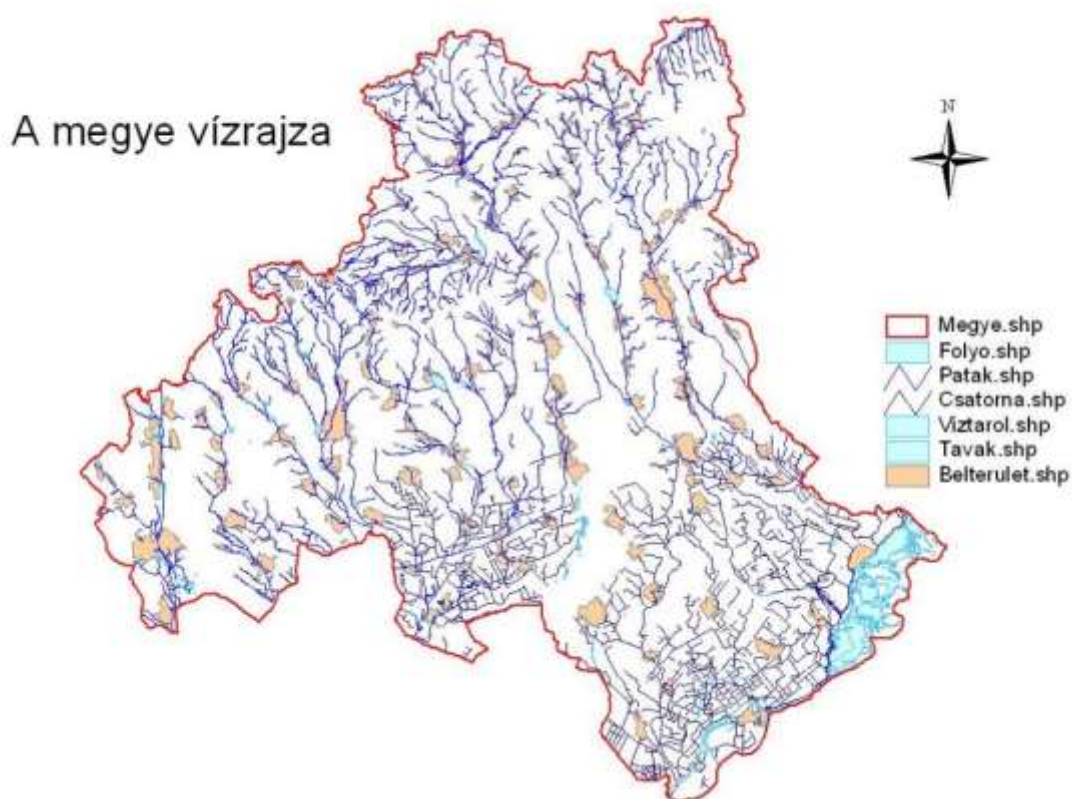 A megye vízrajza
N
Megye.shp
Folyo.shp
Patak.shp
Csatorna.shp
Viztarol.shp
Tavak.shp
Belterulet.shp